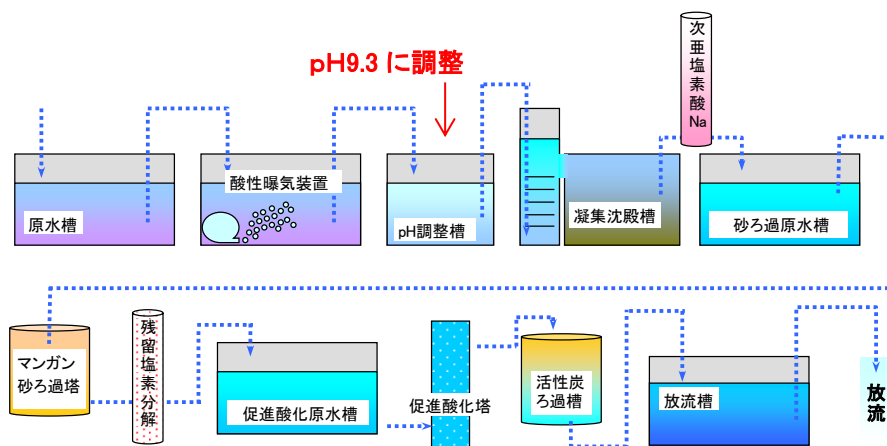 pH9.3 に調整
次亜塩素酸Na
原水槽
酸性曝気装置
pH調整槽
凝集沈殿槽
砂ろ過原水槽
マンガン
砂ろ過塔
残留塩素分解
促進酸化原水槽
促進酸化塔
活性炭
ろ過槽
放流槽
放流